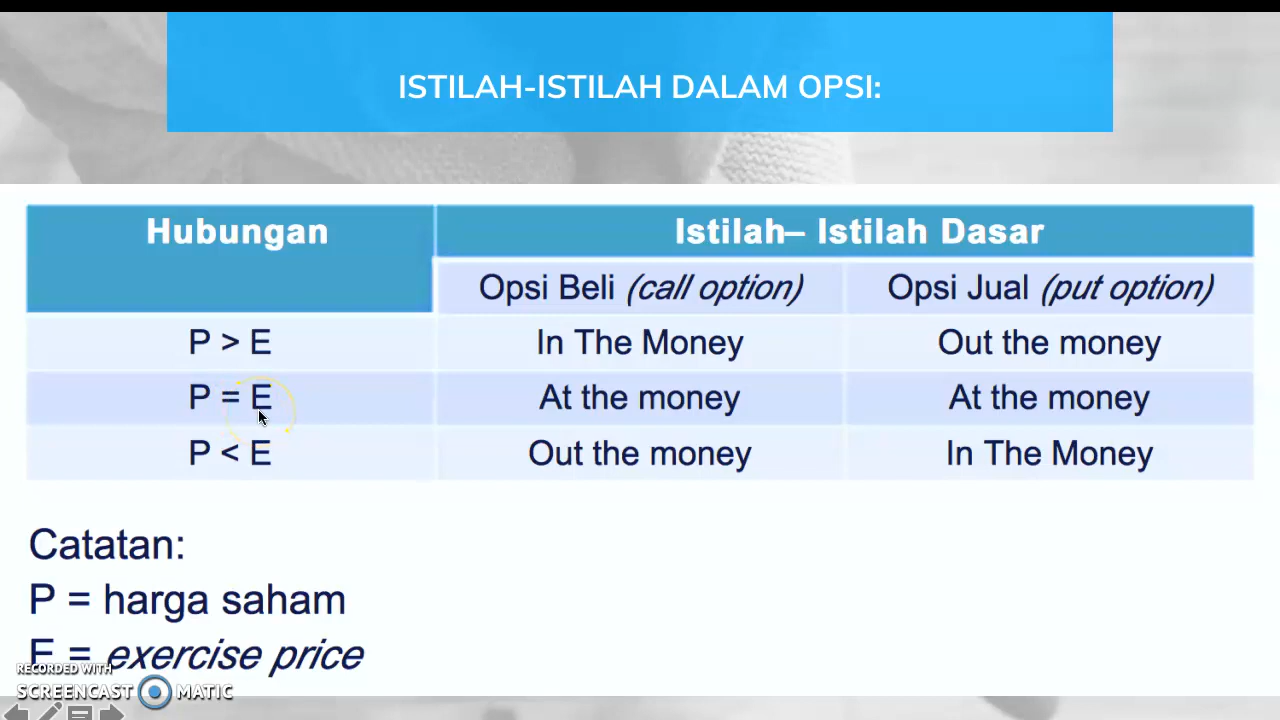 ISTILAH-ISTILAH DALAM OPSI:
Hubungan
Istilah– Istilah Dasar
Opsi Beli (call option)
Opsi Jual (put option)
P > E
In The Money
Out the money
P = E
At the money
At the money
P < E
Out the money
In The Money
Catatan:
P = harga saham
E = exercise price
RECORDED WITH
SCREENCAST MATIC